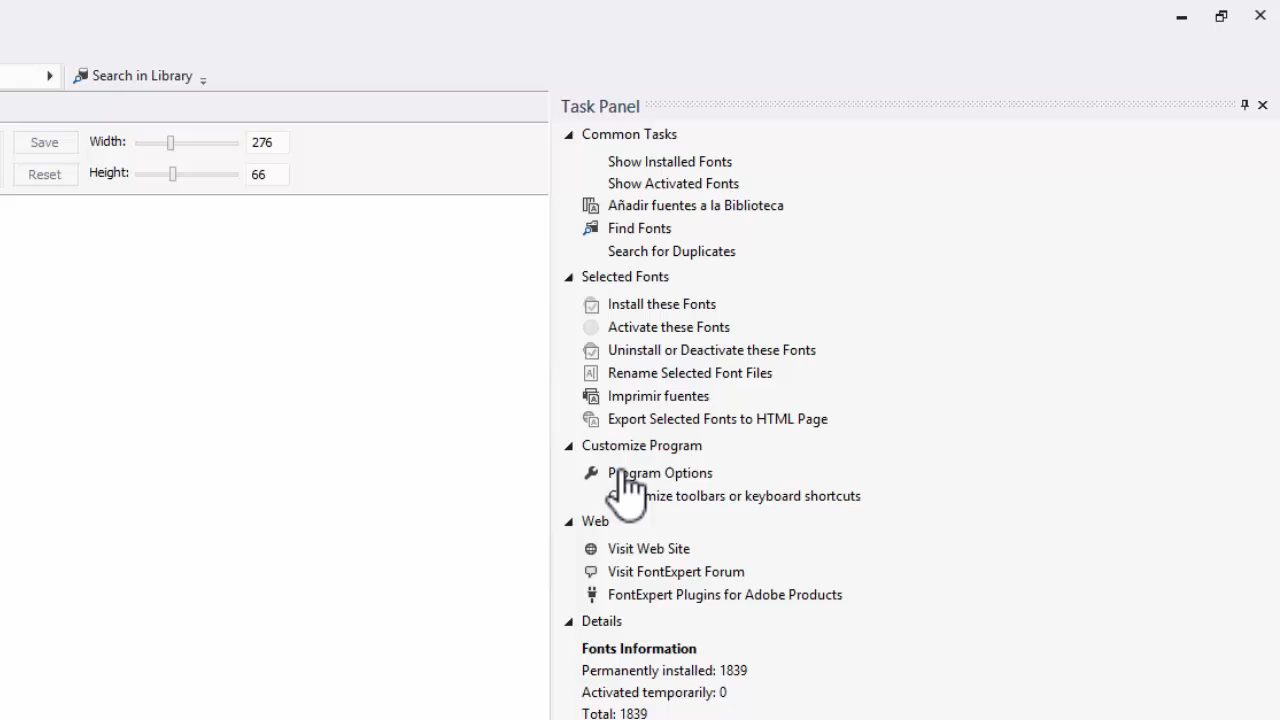 Search in Library
Task Panel
Save Width: 276
Reset Height: 66
Common Tasks
Show Installed Fonts
Show Activated Fonts
Añadir fuentes a la Biblioteca
Find Fonts
Search for Duplicates
Selected Fonts
Install these Fonts
Activate these Fonts
Uninstall or Deactivate these Fonts
Rename Selected Font Files
Imprimir fuentes
Export Selected Fonts to HTML Page
Customize Program
Program Options
toolbars or keyboard shortcuts
Web
Visit Web Site
Visit FontExpert Forum
FontExpert Plugins for Adobe Products
Details
Fonts Information
Permanently installed: 1839
Activated temporarily: 0
Total: 1839